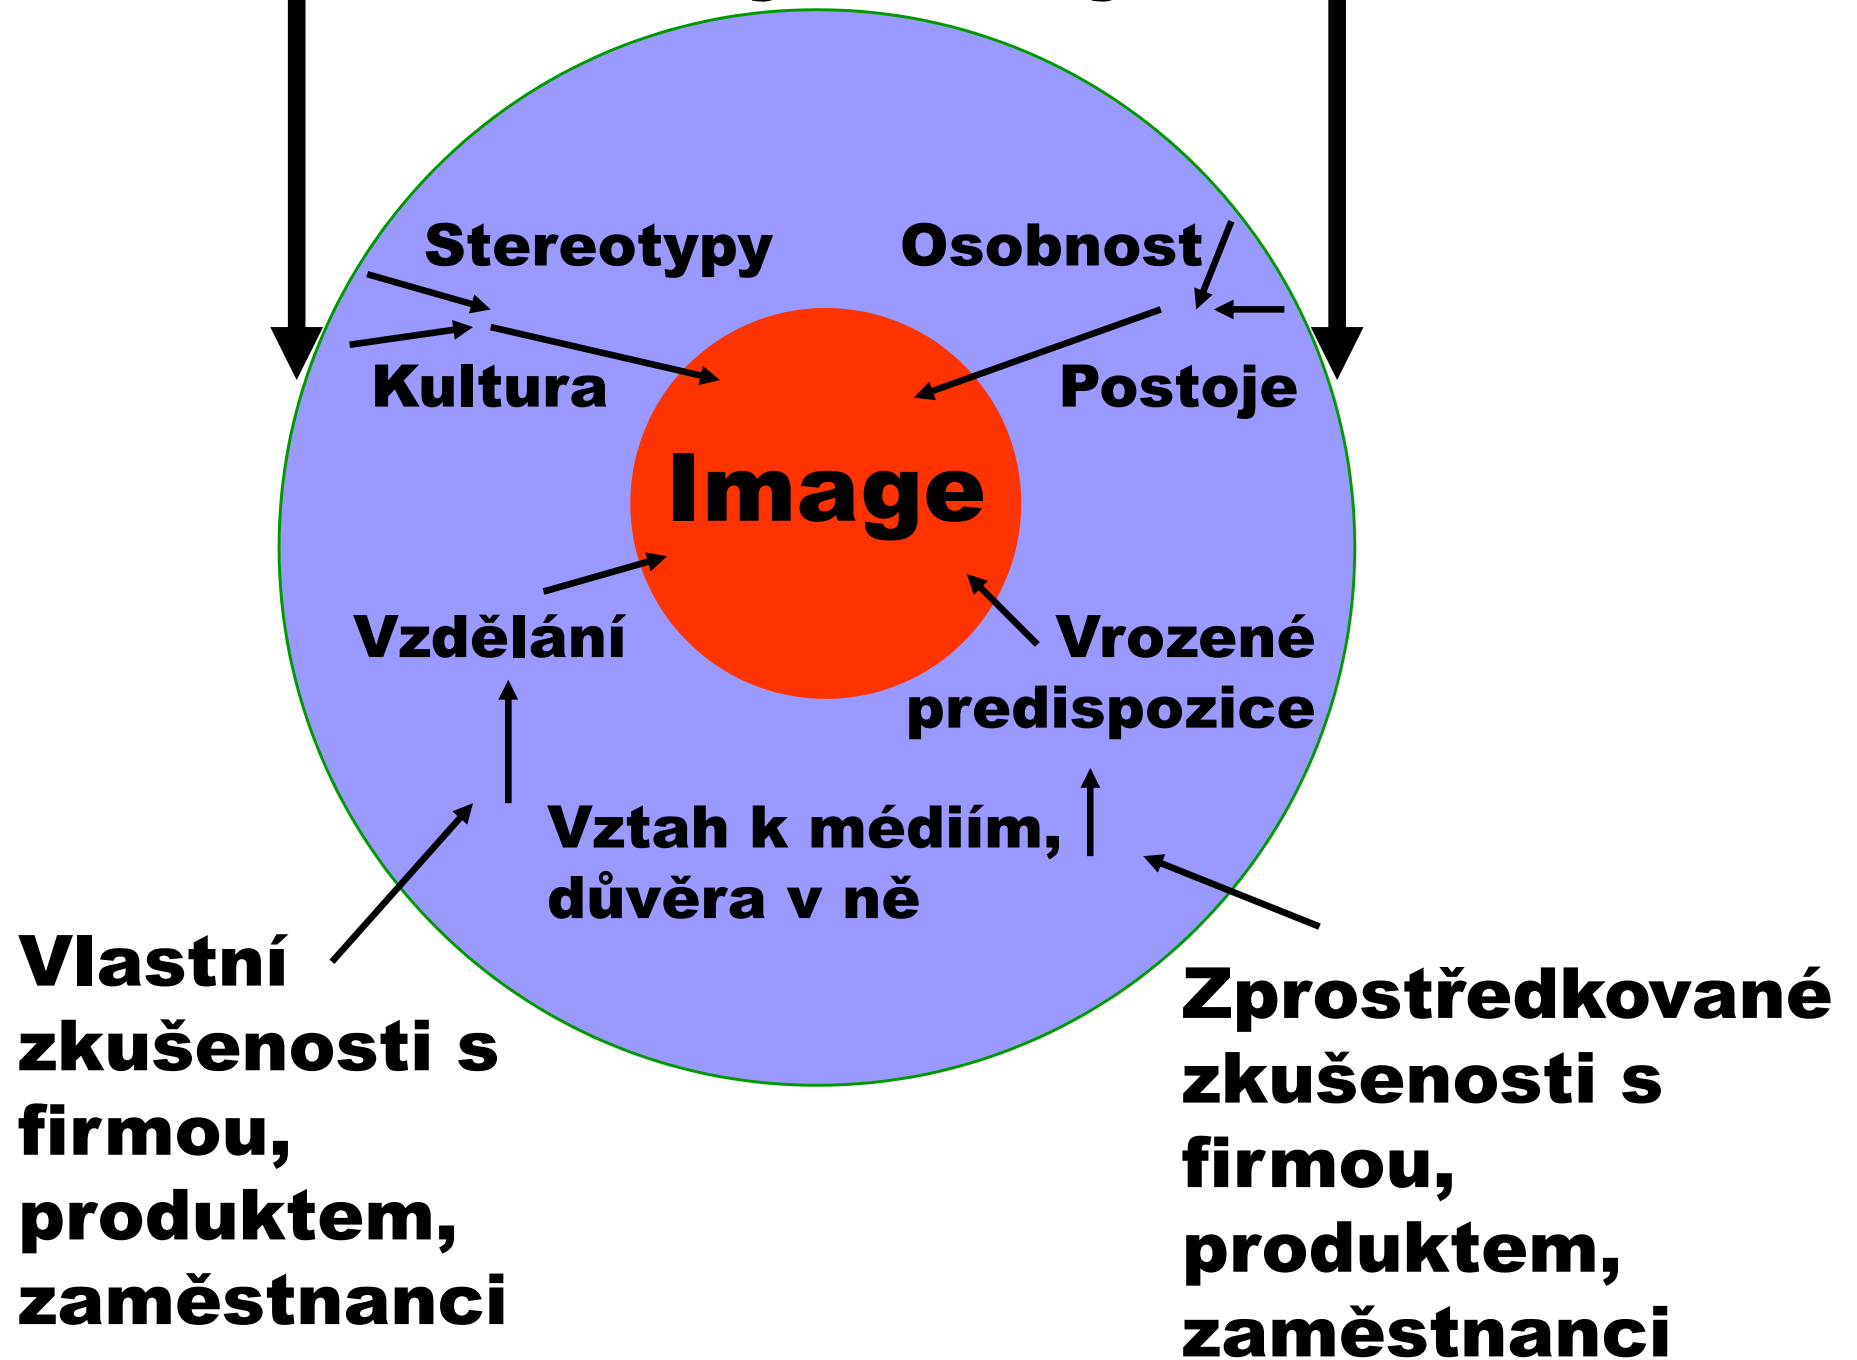 Stereotypy
Osobnost
Kultura
Postoje
Image
Vzdělání
Vrozené
predispozice
Vztah k médiím,
důvěra v ně
Vlastní
zkušenosti s
firmou,
produktem,
zaměstnanci
Zprostředkované
zkušenosti s
firmou,
produktem,
zaměstnanci